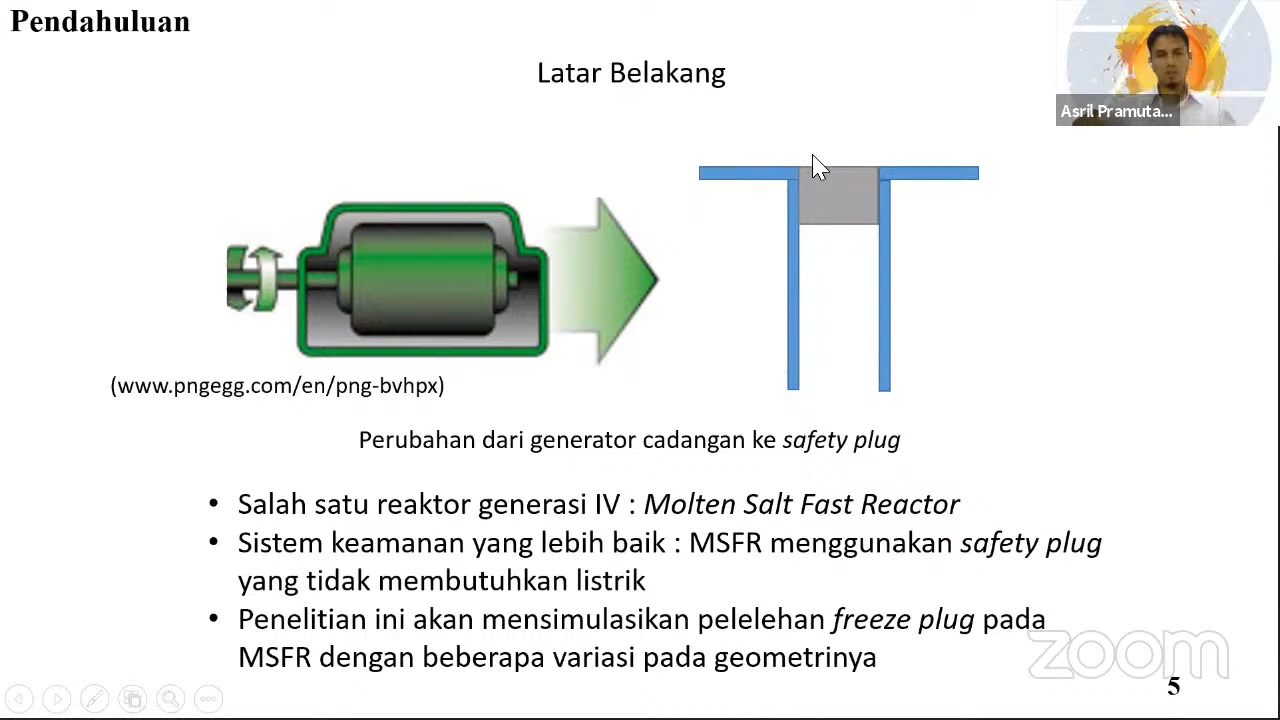 Pendahuluan
Latar Belakang
Asril Pramuta...
(www.pngegg.com/en/png-bvhpx)
Perubahan dari generator cadangan ke safety plug
• Salah satu reaktor generasi IV : Molten Salt Fast Reactor
• Sistem keamanan yang lebih baik : MSFR menggunakan safety plug
yang tidak membutuhkan listrik
• Penelitian ini akan mensimulasikan pelelehan freeze plug pada
MSFR dengan beberapa variasi pada geometrinya
zoom
5